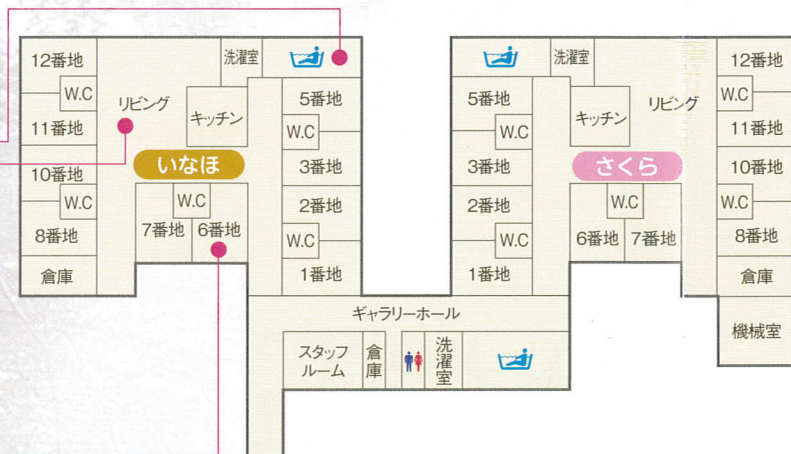 12番地
W.C
11番地
10番地
W.C
8番地
倉庫
リビング
洗濯室
キッチン
いなほ
W.C
7番地
6番地
5番地
W.C
3番地
2番地
W.C
1番地
洗濯室
5番地
W.C
3番地
2番地
W.C
1番地
キッチン
リビング
さくら
W.C
6番地
7番地
12番地
W.C
11番地
10番地
W.C
8番地
倉庫
機械室
ギャラリーホール
スタッフ
ルーム
倉庫
洗濯室